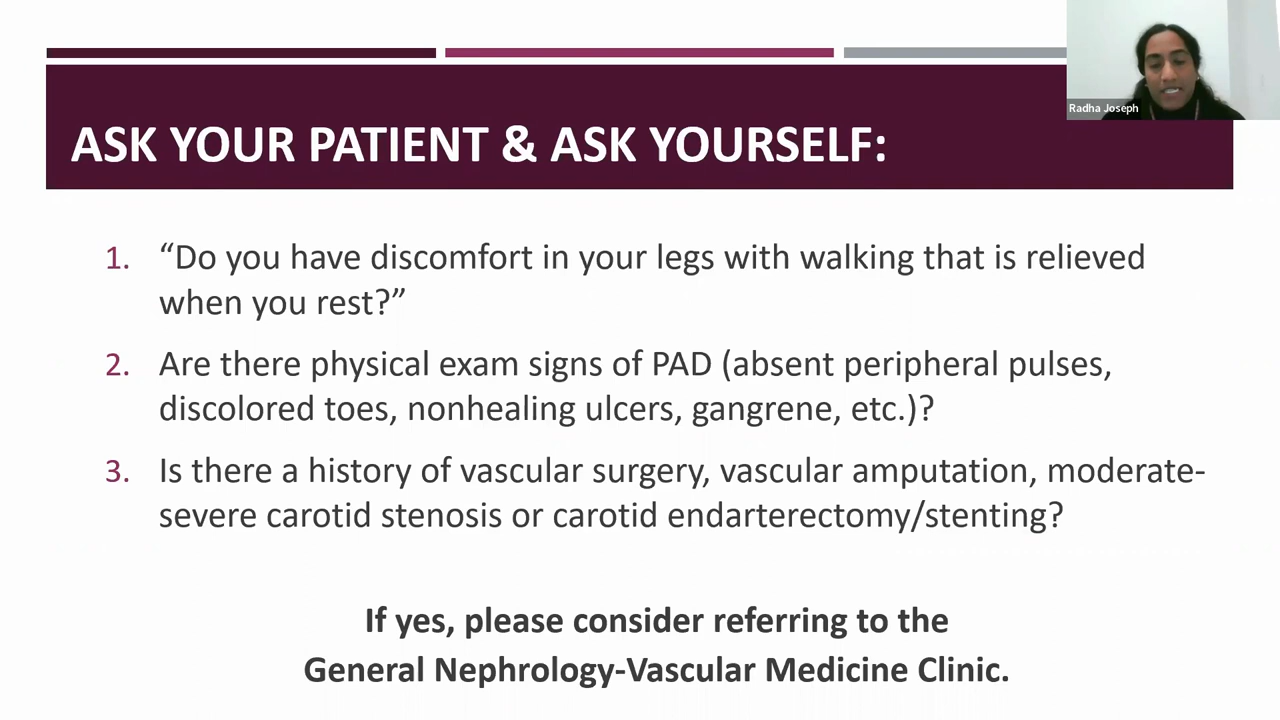 Radha Joseph
ASK YOUR PATIENT & ASK YOURSELF:
1. “Do you have discomfort in your legs with walking that is relieved
when you rest?”
2. Are there physical exam signs of PAD (absent peripheral pulses,
discolored toes, nonhealing ulcers, gangrene, etc.)?
3. Is there a history of vascular surgery, vascular amputation, moderate-
severe carotid stenosis or carotid endarterectomy/stenting?
If yes, please consider referring to the
General Nephrology-Vascular Medicine Clinic.